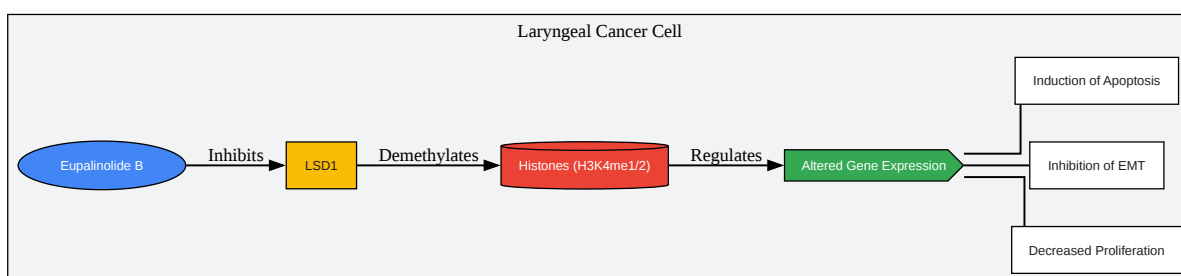 Laryngeal Cancer Cell
Induction of Apoptosis
Eupalinolide B
Inhibits
LSD1
Demethylates
Histones (H3K4me1/2)
Regulates
Altered Gene Expression
Inhibition of EMT
Decreased Proliferation